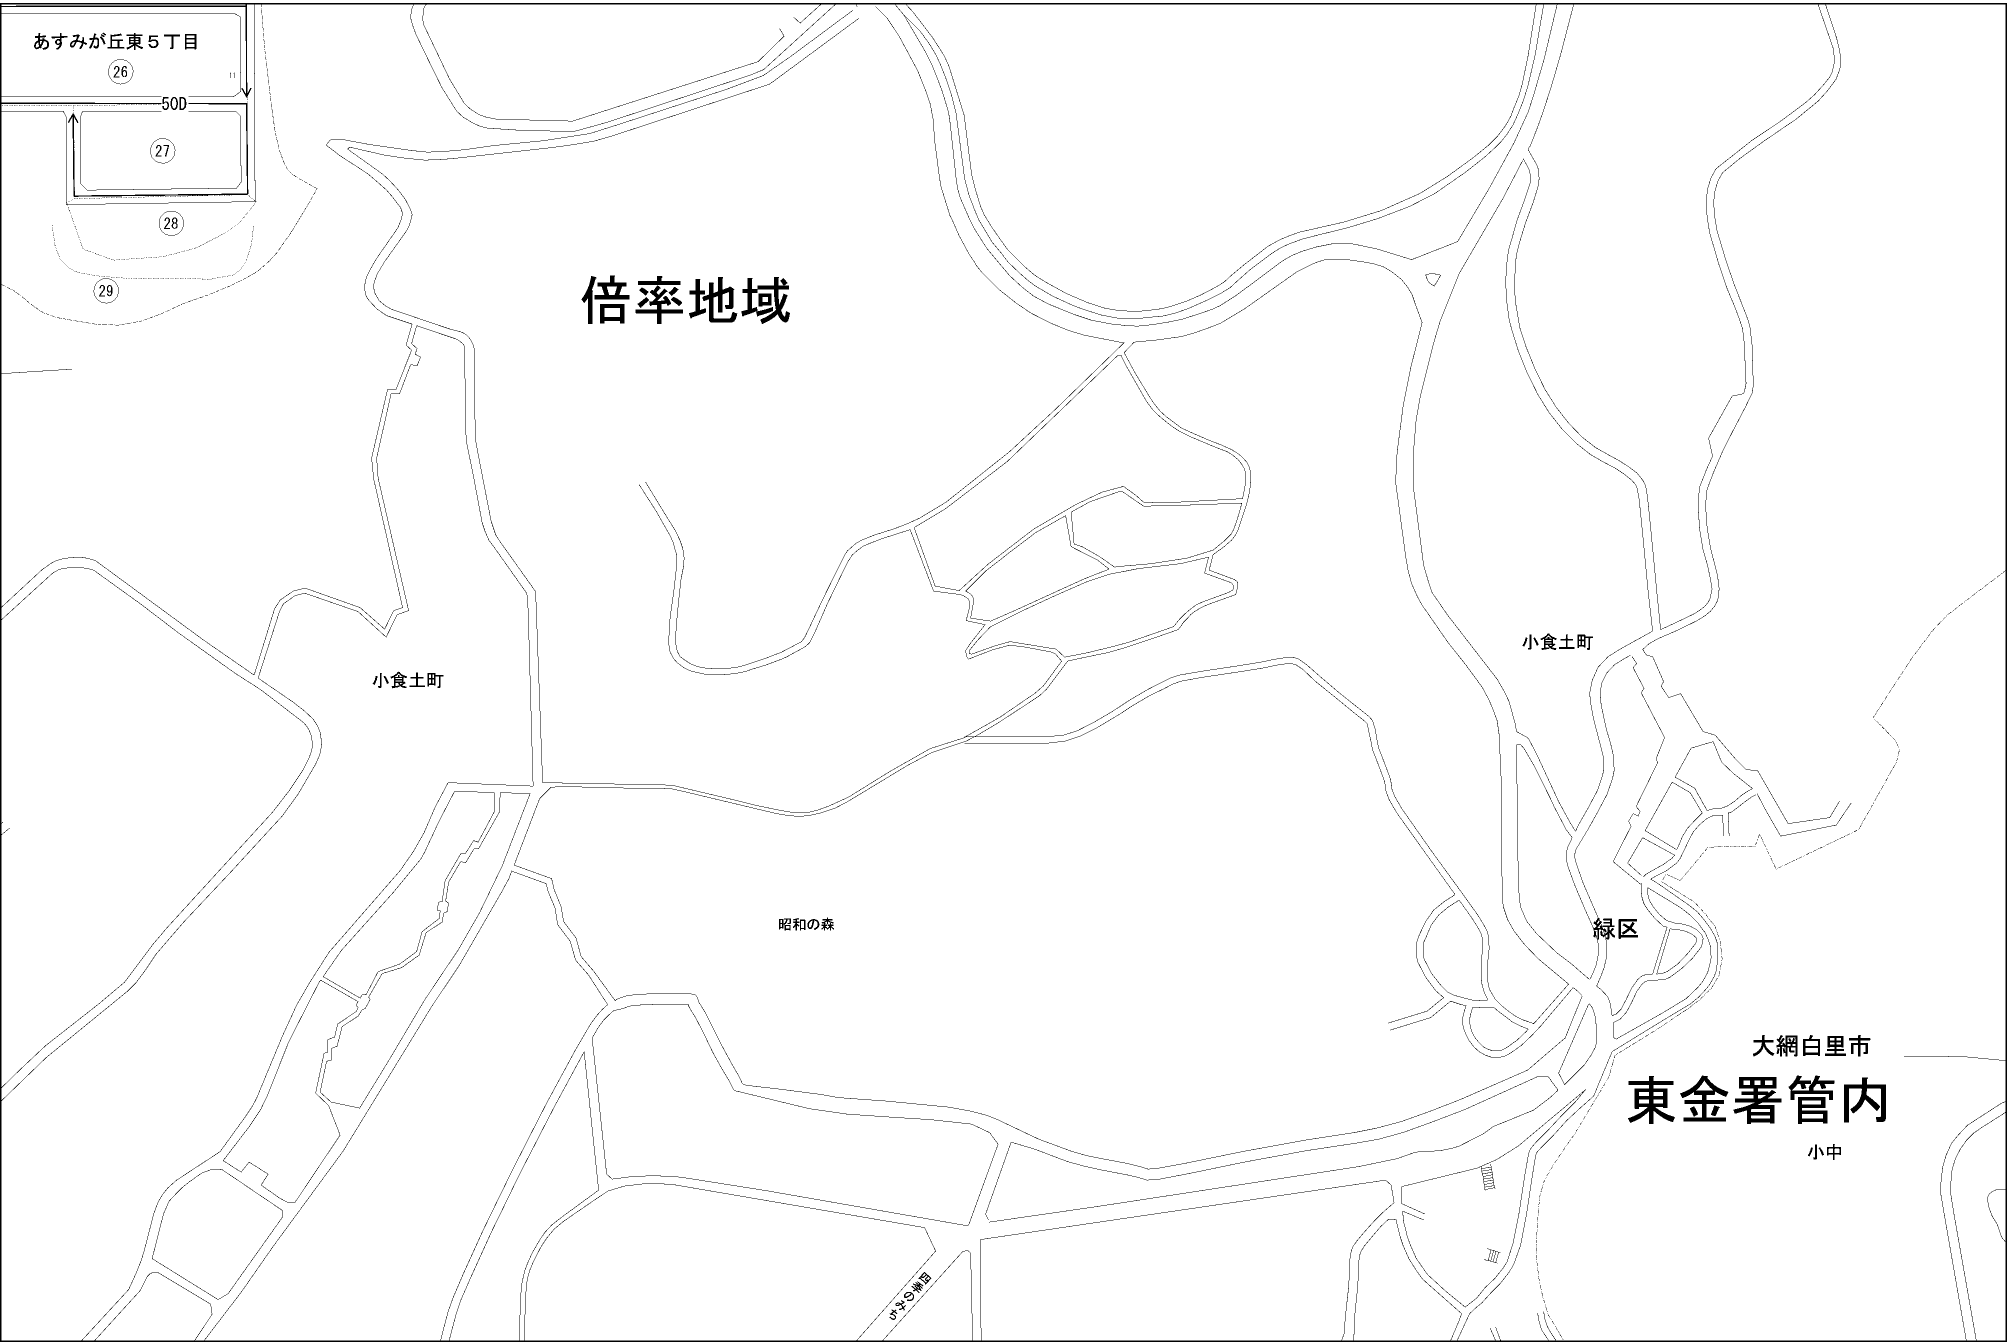 あすみが丘東５丁目
26
50D
27
28
29
倍率地域
小食土町
小食土町
昭和の森
緑区
大網白里市
東金署管内
小中
四季のみち